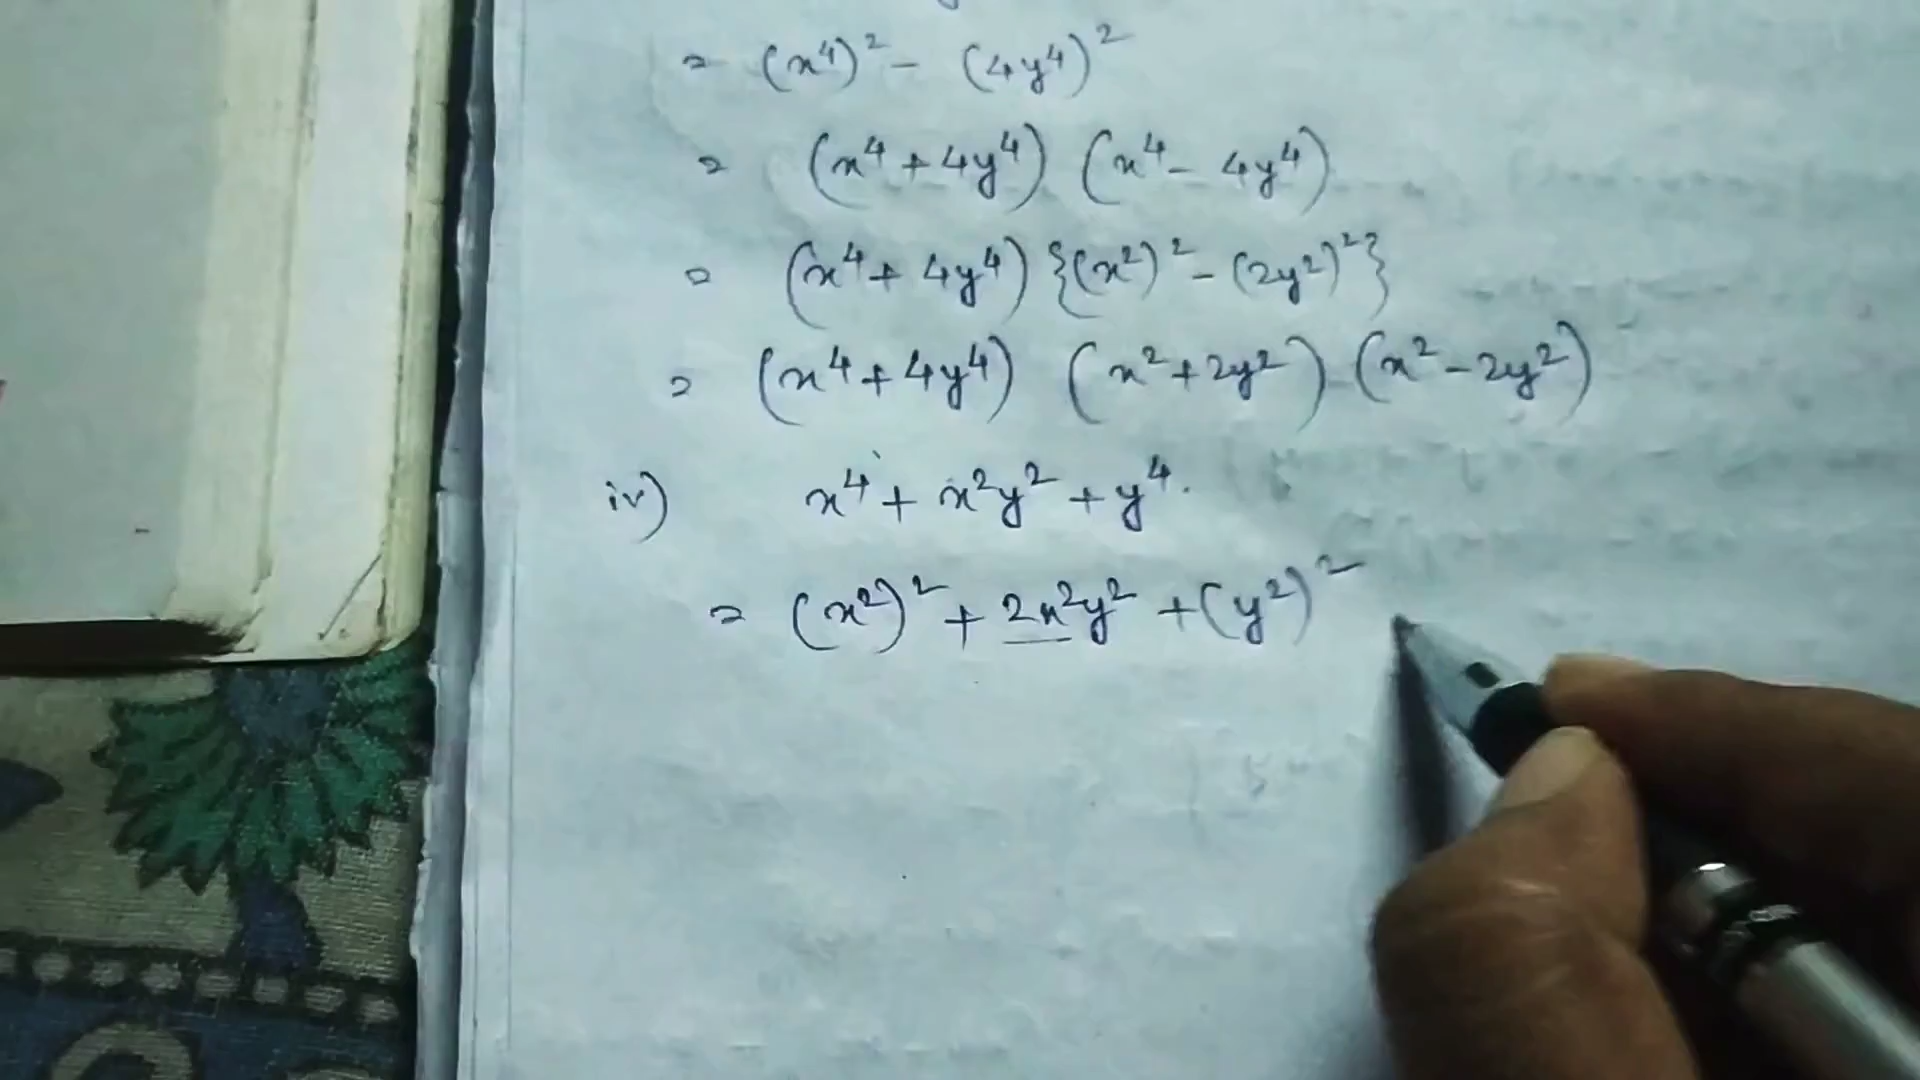 = (x⁴)² - (4y⁴)²
= (x⁴ + 4y⁴) (x⁴ - 4y⁴)
= (x⁴ + 4y⁴) {(x²)² - (2y²)²}
= (x⁴ + 4y⁴) (x² + 2y²) (x² - 2y²)
iv) x⁴ + x²y² + y⁴.
= (x²)² + 2x²y² + (y²)²